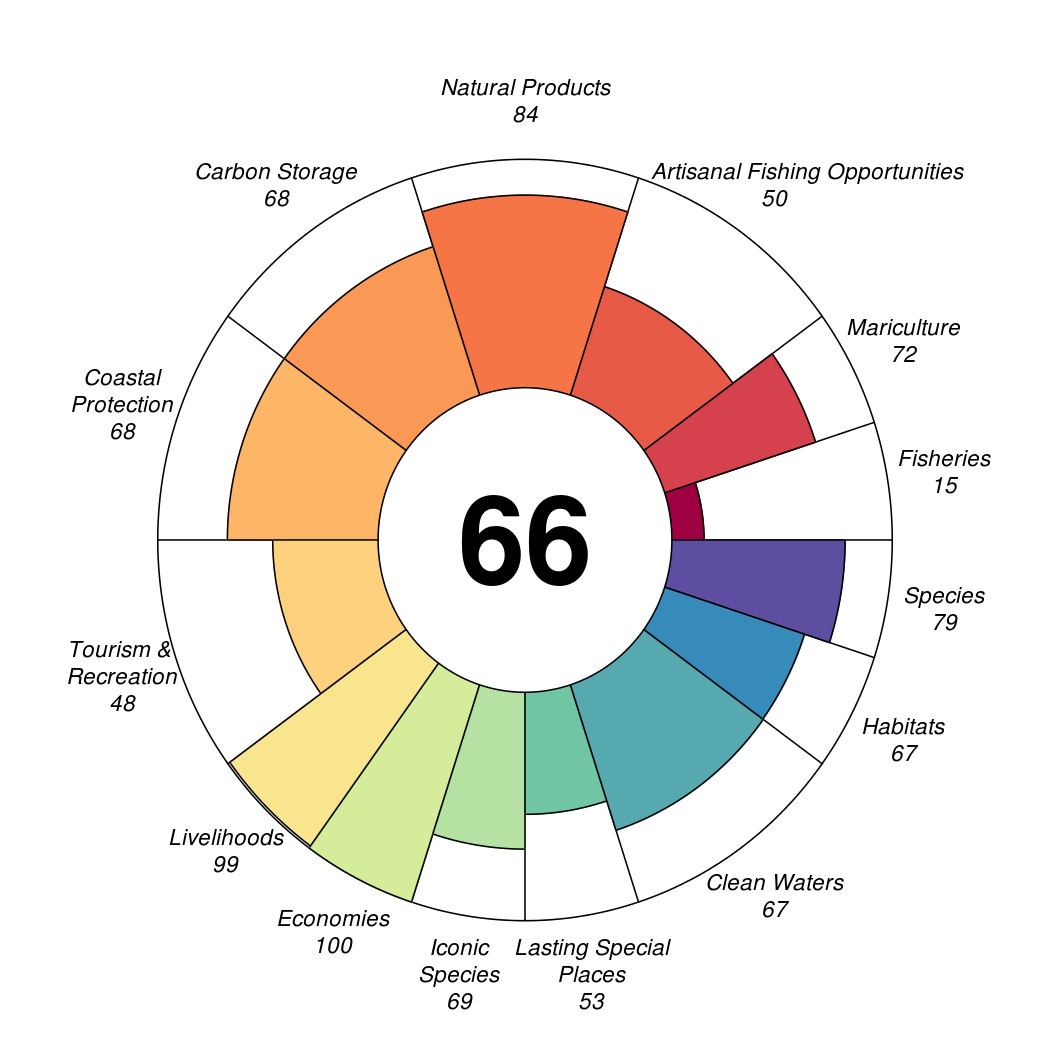 Natural Products
84
Carbon Storage
68
Artisanal Fishing Opportunities
50
Mariculture
72
Coastal
Protection
68
Fisheries
15
66
Species
79
Tourism &
Recreation
48
Habitats
67
Livelihoods
99
Clean Waters
67
Economies
100
Iconic
Species
69
Lasting Special
Places
53